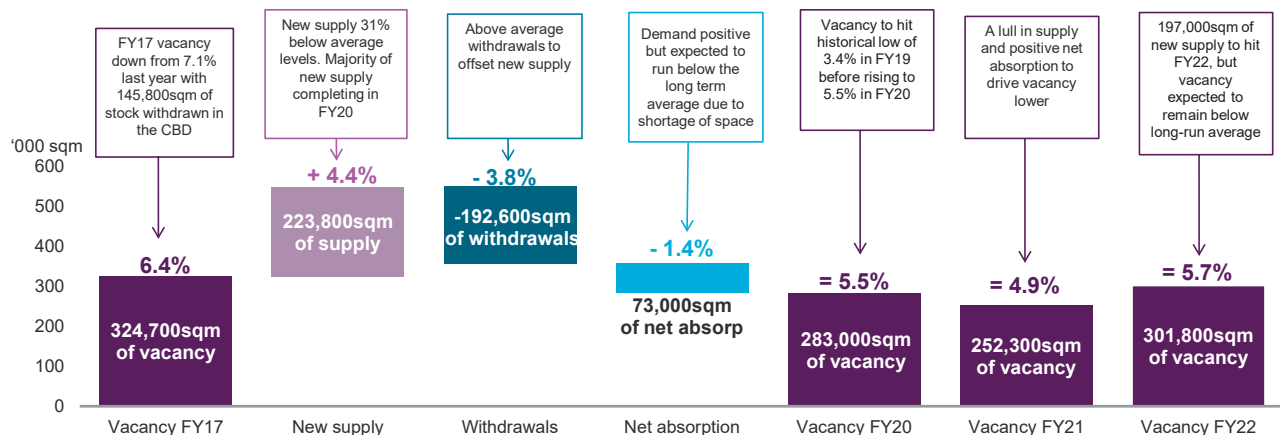 FY17 vacancy
down from 7.1%
last year with
145,800sqm of
stock withdrawn in
the CBD
New supply 31%
below average
levels. Majority of
new supply
completing in
FY20
Above average
withdrawals to
offset new supply
Demand positive
but expected to
run below the
long term
average due to
shortage of space
Vacancy to hit
historical low of
3.4% in FY19
before rising to
5.5% in FY20
A lull in supply
and positive net
absorption to
drive vacancy
lower
197,000sqm of
new supply to hit
FY22, but
vacancy
expected to
remain below
long-run average
‘000 sqm
600
500
400
300
200
100
0
6.4%
324,700sqm
of vacancy
+ 4.4%
223,800sqm
of supply
- 3.8%
-192,600sqm
of withdrawals
- 1.4%
73,000sqm
of net absorp
= 5.5%
283,000sqm
of vacancy
= 4.9%
252,300sqm
of vacancy
= 5.7%
301,800sqm
of vacancy
Vacancy FY17
New supply
Withdrawals
Net absorption
Vacancy FY20
Vacancy FY21
Vacancy FY22